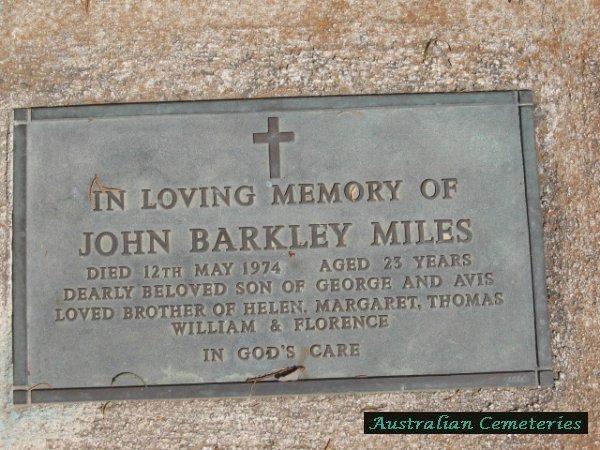 IN LOVING MEMORY OF
JOHN BARKLEY MILES
DIED 12TH MAY 1974 AGED 23 YEARS
DEARLY BELOVED SON OF GEORGE AND AVIS
LOVED BROTHER OF HELEN, MARGARET, THOMAS
WILLIAM & FLORENCE
IN GOD'S CARE
Australian Cemeteries